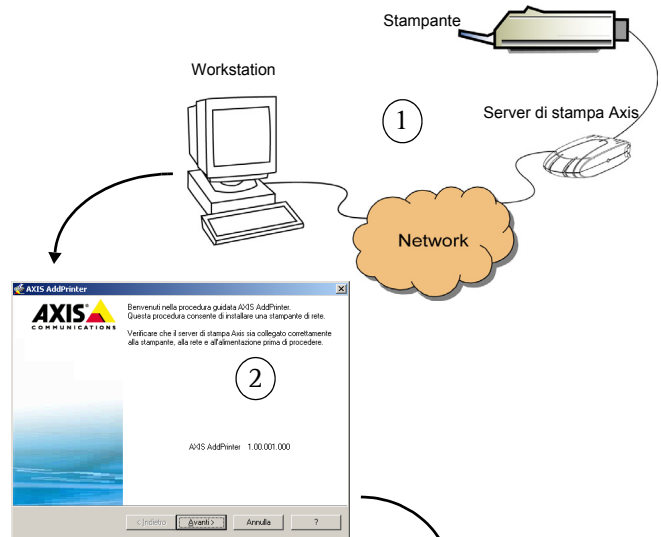 Stampante
Workstation
1
Server di stampa Axis
Network
AXIS AddPrinter
AXIS
COMMUNICATIONS
Benvenuti nella procedura guidata AXIS AddPrinter.
Questa procedura consente di installare una stampante di rete.
Verificare che il server di stampa Axis sia collegato correttamente
alla stampante, alla rete e all'alimentazione prima di procedere.
2
AXIS AddPrinter 1.00.001.000
< Indietro Avanti > Annulla ?